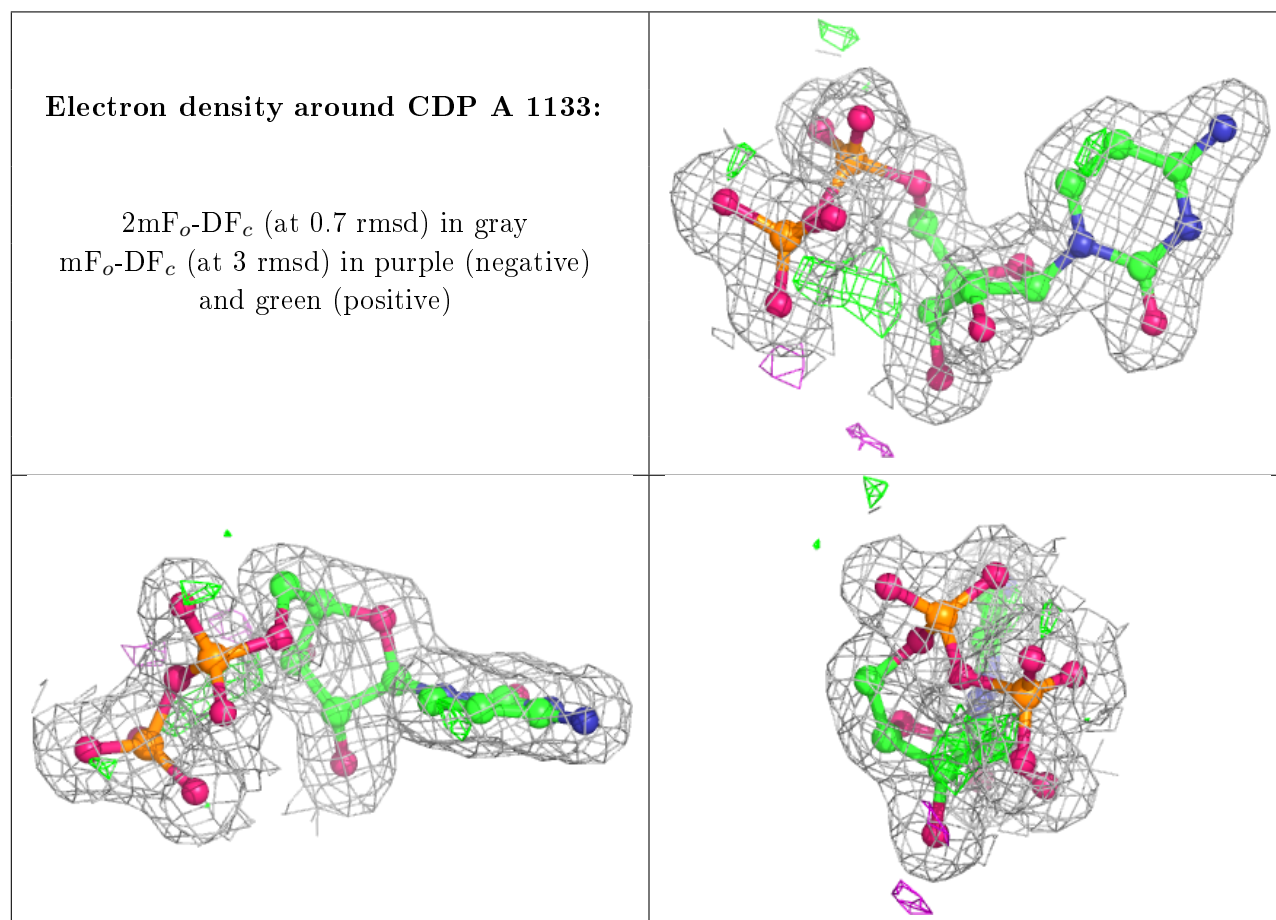 Electron density around CDP A 1133:
2mFo-DFc (at 0.7 rmsd) in gray
mFo-DFc (at 3 rmsd) in purple (negative)
and green (positive)